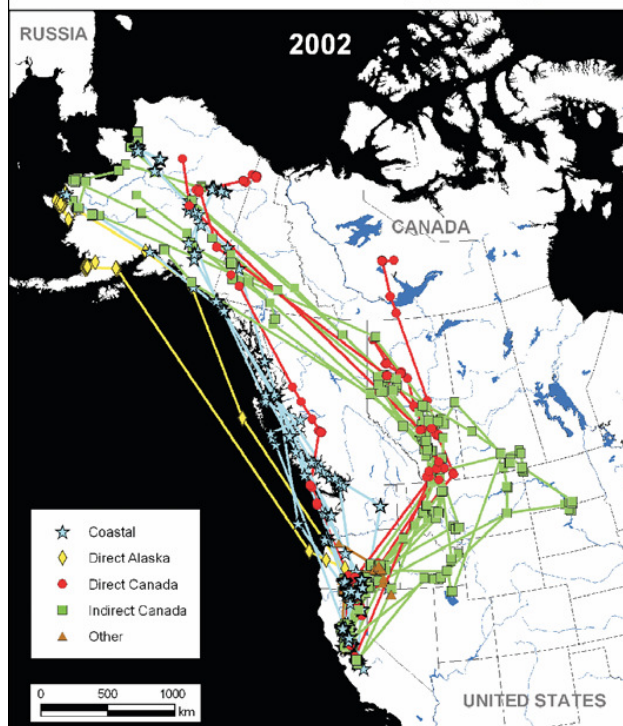 RUSSIA
2002
CANADA
Coastal
Direct Alaska
Direct Canada
Indirect Canada
Other
0 500 1000
km
UNITED STATES